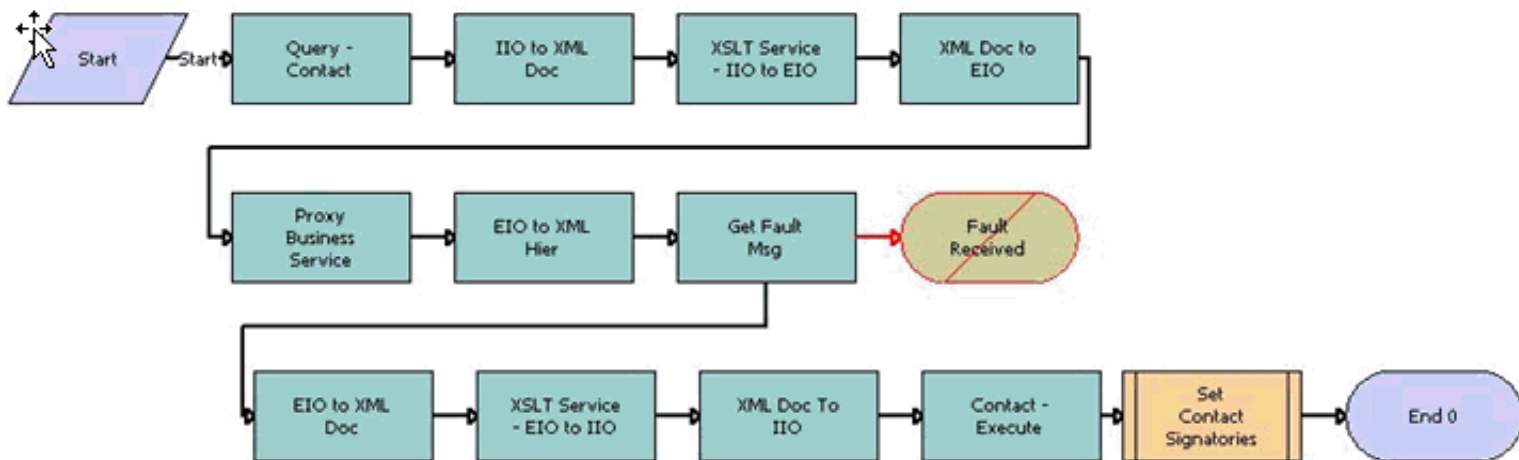 Start
Start
Query -
Contact
IIO to XML
Doc
XSLT Service
- IIO to EIO
XML Doc to
EIO
Proxy
Business
Service
EIO to XML
Hier
Get Fault
Msg
Fault
Received
EIO to XML
Doc
XSLT Service
- EIO to IIO
XML Doc To
IIO
Contact -
Execute
Set
Contact
Signatories
End 0